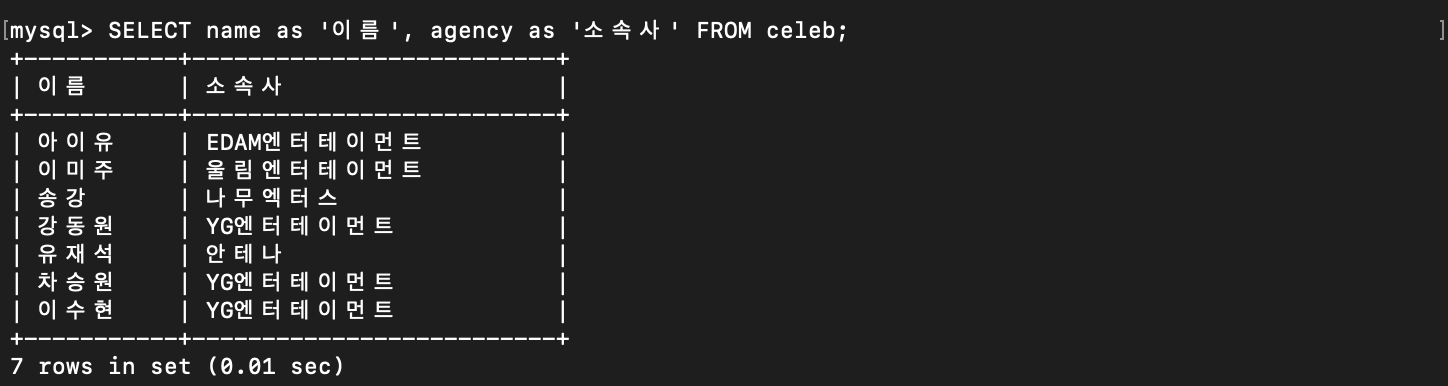 [mysql> SELECT name as '이름', agency as '소속사' FROM celeb; ]
+-----------+--------------------------+
| 이름 | 소속사 |
+-----------+--------------------------+
| 아이유 | EDAM엔터테이먼트 |
| 이미주 | 울림엔터테이먼트 |
| 송강 | 나무엑터스 |
| 강동원 | YG엔터테이먼트 |
| 유재석 | 안테나 |
| 차승원 | YG엔터테이먼트 |
| 이수현 | YG엔터테이먼트 |
+-----------+--------------------------+
7 rows in set (0.01 sec)